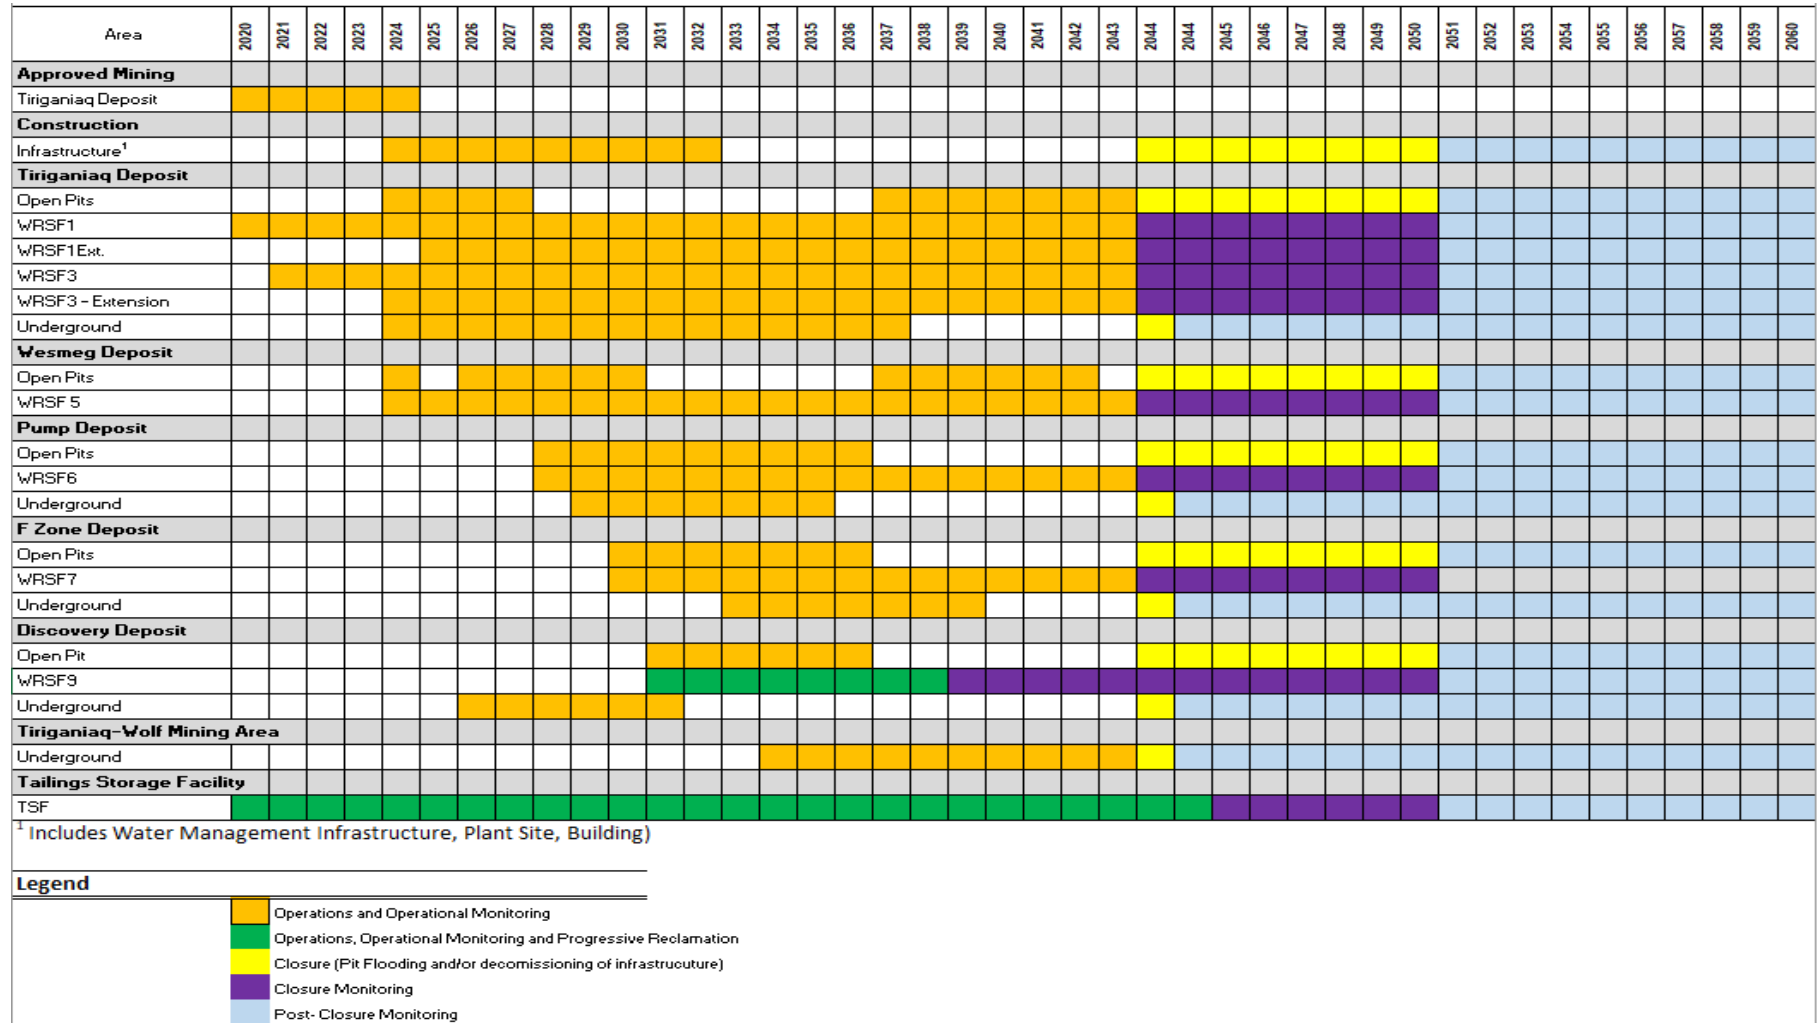 Area 2020 2021 2022 2023 2024 2025 2026 2027 2028 2029 2030 2031 2032 2033 2034 2035 2036 2037 2038 2039 2040 2041 2042 2043 2044 2044 2045 2046 2047 2048 2049 2050 2051 2052 2053 2054 2055 2056 2057 2058 2059 2060
Approved Mining
Tiriganiaq Deposit
Construction
Infrastructure¹
Tiriganiaq Deposit
Open Pits
WRSF1
WRSF1Ext.
WRSF3
WRSF3 - Extension
Underground
Wesmeg Deposit
Open Pits
WRSF 5
Pump Deposit
Open Pits
WRSF6
Underground
F Zone Deposit
Open Pits
WRSF7
Underground
Discovery Deposit
Open Pit
WRSF9
Underground
Tiriganiaq-Wolf Mining Area
Underground
Tailings Storage Facility
TSF
¹ Includes Water Management Infrastructure, Plant Site, Building)
Legend
Operations and Operational Monitoring
Operations, Operational Monitoring and Progressive Reclamation
Closure (Pit Flooding and/or decomissioning of infrastrucuture)
Closure Monitoring
Post- Closure Monitoring